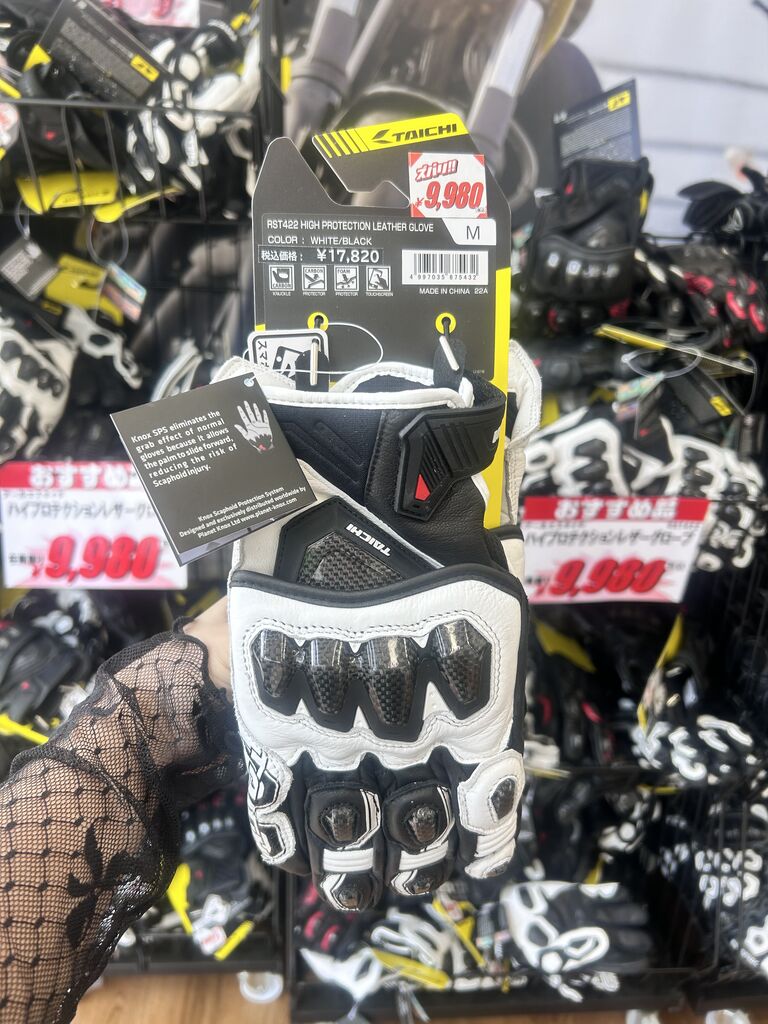 TAICHI
ズバリ!!
¥9,980
RST422 HIGH PROTECTION LEATHER GLOVE
M
COLOR : WHITE/BLACK
税込価格: ¥17,820
4 997035 675432
CARBON
KNUCKLE
CARBON
PROTECTOR
FOAM
PROTECTOR
TOUCHSCREEN
MADE IN CHINA 22A
Knox SPS eliminates the
grab effect of normal
gloves because it allows
the palm to slide forward,
reducing the risk of
Scaphoid injury.
Knox Scaphoid Protection System
Designed and exclusively distributed worldwide by
Planet Knox Ltd www.planet-knox.com
TAICHI
おすすめ
ハイプロテクションレザーグロ
¥9,980
おすすめ品
ハイプロテクションレザーグローブ
¥9,980